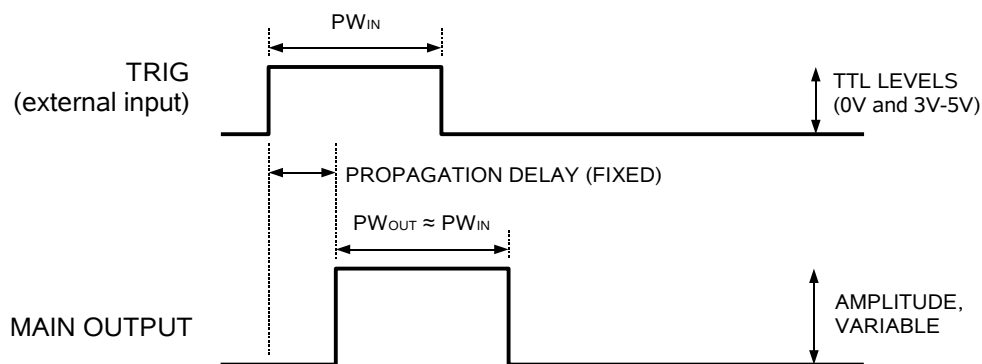 PWIN
TRIG
(external input)
TTL LEVELS
(0V and 3V-5V)
PROPAGATION DELAY (FIXED)
PWOUT ≈ PWIN
MAIN OUTPUT
AMPLITUDE,
VARIABLE